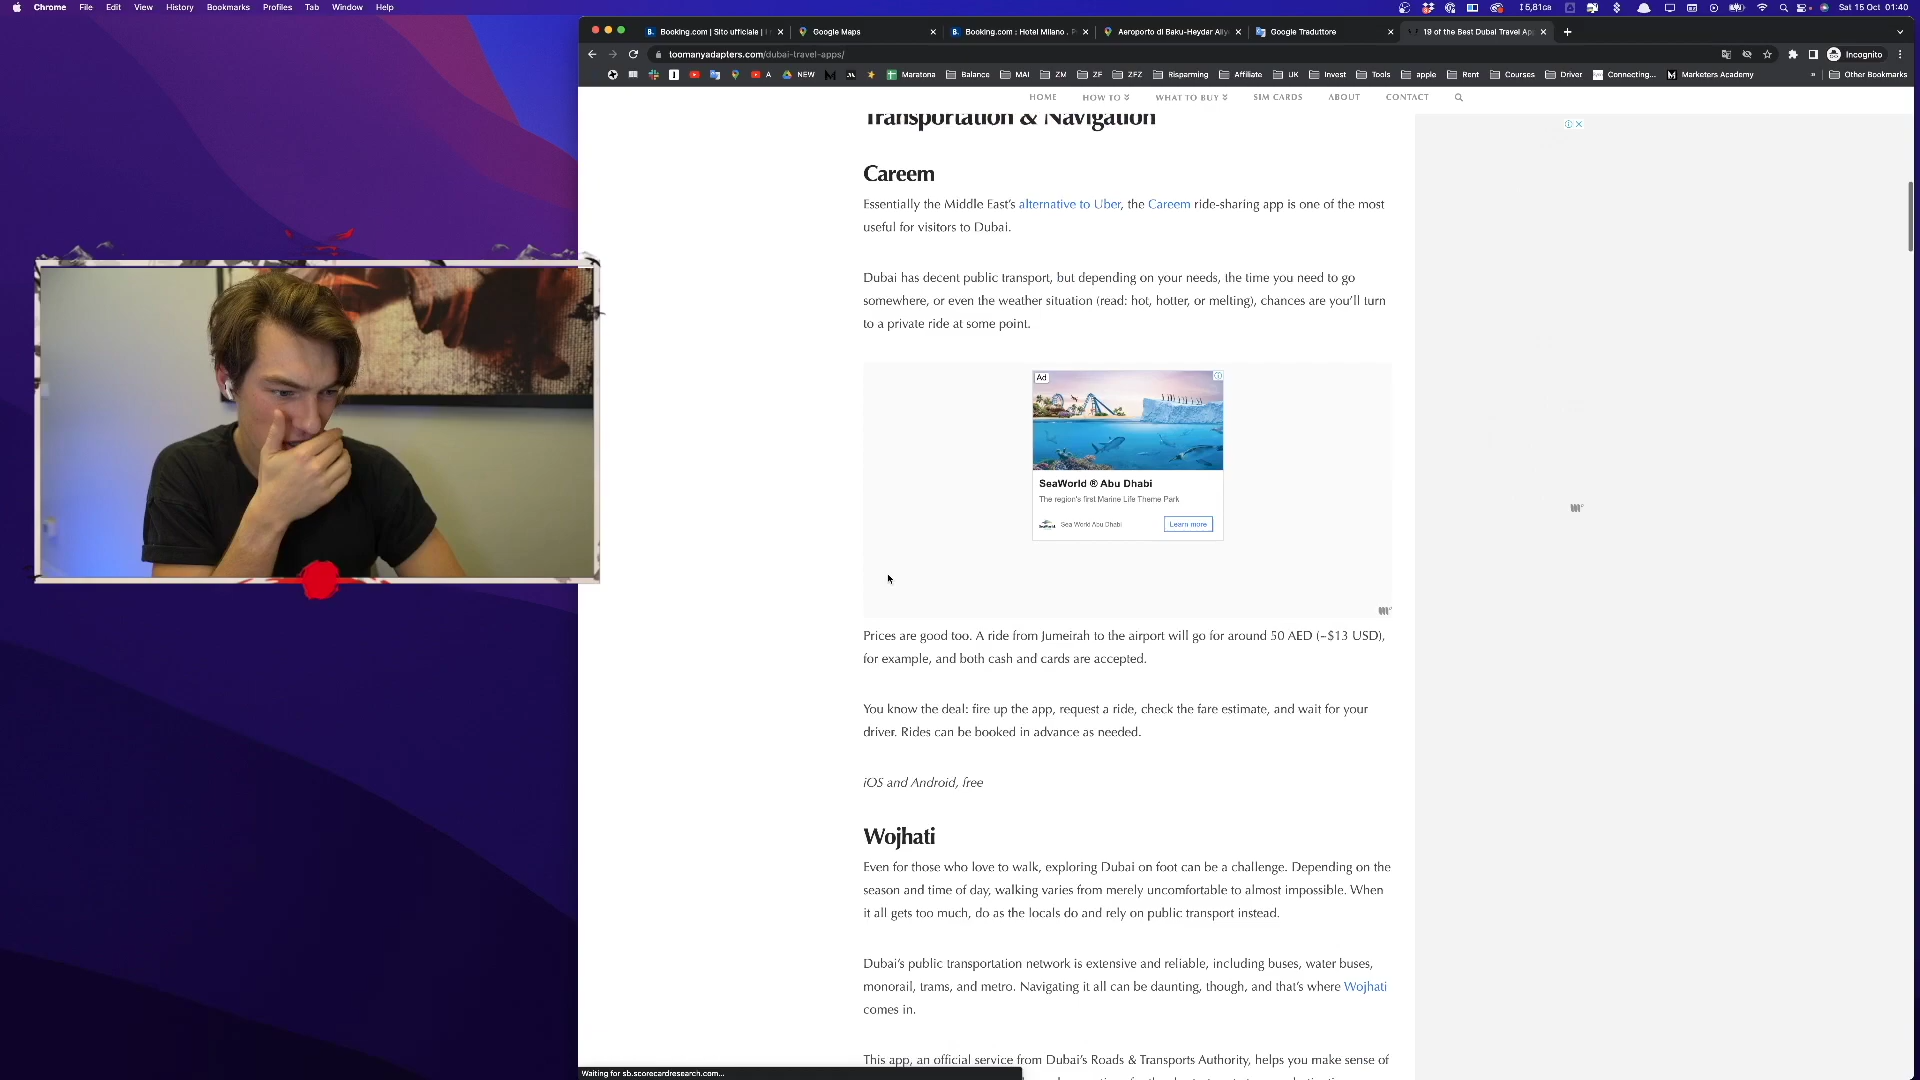 Chrome File Edit View History Bookmarks Profiles Tab Window Help
5,81GB
Sat 15 Oct 01:40
Booking.com | Sito ufficiale |
Google Maps
Booking.com : Hotel Milano .
Aeroporto di Baku-Heydar Aliy
Google Traduttore
19 of the Best Dubai Travel Ap
toomanyadapters.com/dubai-travel-apps/
Incognito
A
NEW
Maratona
Balance
MAI
ZM
ZF
ZFZ
Risparming
Affiliate
UK
Invest
Tools
apple
Rent
Courses
Driver
Connecting...
Marketers Academy
»
Other Bookmarks
HOME HOW TO WHAT TO BUY SIM CARDS ABOUT CONTACT
Transportation & Navigation
Careem
Essentially the Middle East's alternative to Uber, the Careem ride-sharing app is one of the most
useful for visitors to Dubai.
Dubai has decent public transport, but depending on your needs, the time you need to go
somewhere, or even the weather situation (read: hot, hotter, or melting), chances are you'll turn
to a private ride at some point.
Ad
SeaWorld ® Abu Dhabi
The region's first Marine Life Theme Park
Sea World Abu Dhabi
Learn more
Prices are good too. A ride from Jumeirah to the airport will go for around 50 AED (~$13 USD),
for example, and both cash and cards are accepted.
You know the deal: fire up the app, request a ride, check the fare estimate, and wait for your
driver. Rides can be booked in advance as needed.
iOS and Android, free
Wojhati
Even for those who love to walk, exploring Dubai on foot can be a challenge. Depending on the
season and time of day, walking varies from merely uncomfortable to almost impossible. When
it all gets too much, do as the locals do and rely on public transport instead.
Dubai's public transportation network is extensive and reliable, including buses, water buses,
monorail, trams, and metro. Navigating it all can be daunting, though, and that's where Wojhati
comes in.
This app, an official service from Dubai's Roads & Transports Authority, helps you make sense of
Waiting for sb.scorecardresearch.com...